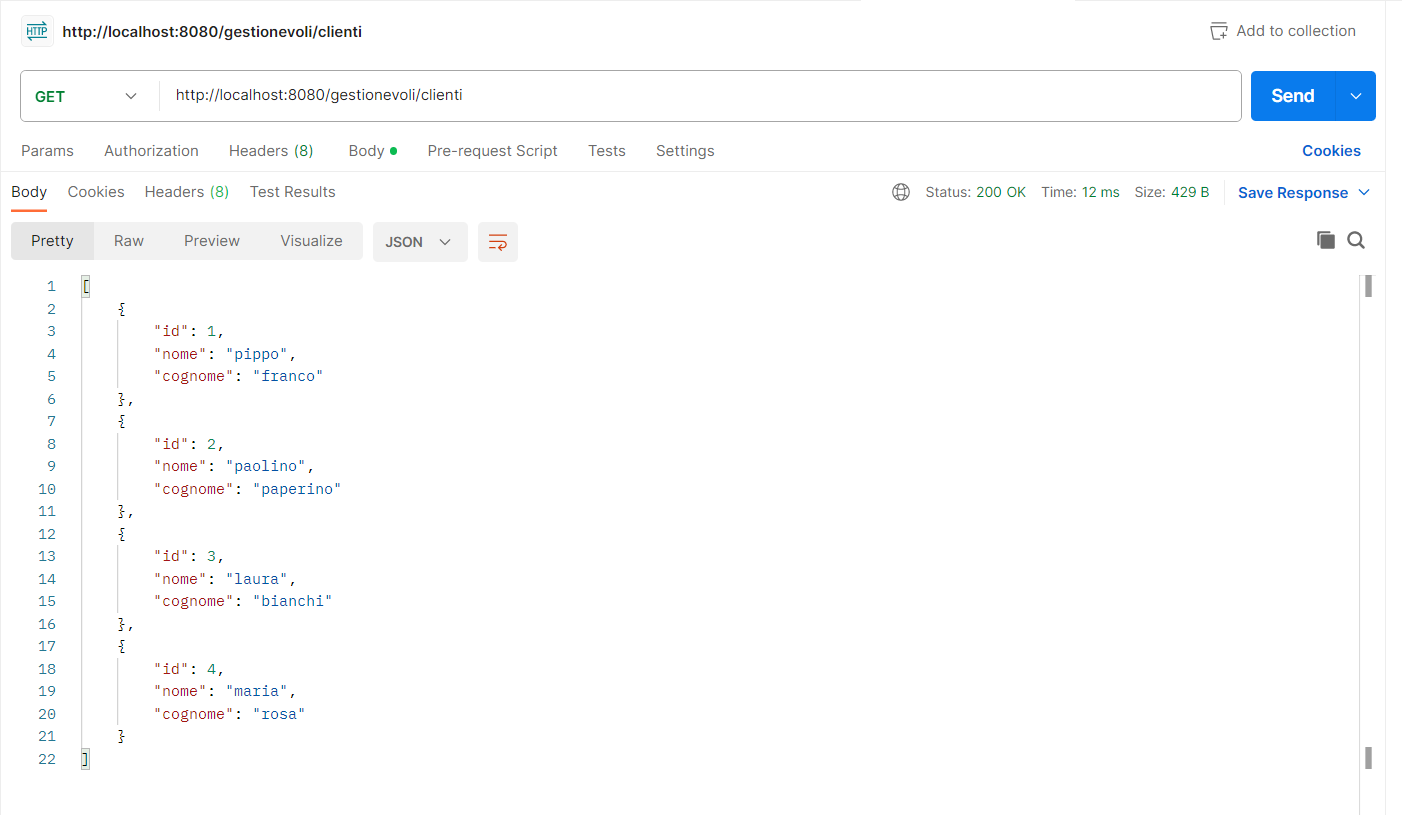 HTTP http://localhost:8080/gestionevoli/clienti Add to collection
GET http://localhost:8080/gestionevoli/clienti Send
Params Authorization Headers (8) Body Pre-request Script Tests Settings Cookies
Body Cookies Headers (8) Test Results Status: 200 OK Time: 12 ms Size: 429 B Save Response
Pretty Raw Preview Visualize JSON
1 [
2 {
3 "id": 1,
4 "nome": "pippo",
5 "cognome": "franco"
6 },
7 {
8 "id": 2,
9 "nome": "paolino",
10 "cognome": "paperino"
11 },
12 {
13 "id": 3,
14 "nome": "laura",
15 "cognome": "bianchi"
16 },
17 {
18 "id": 4,
19 "nome": "maria",
20 "cognome": "rosa"
21 }
22 ]